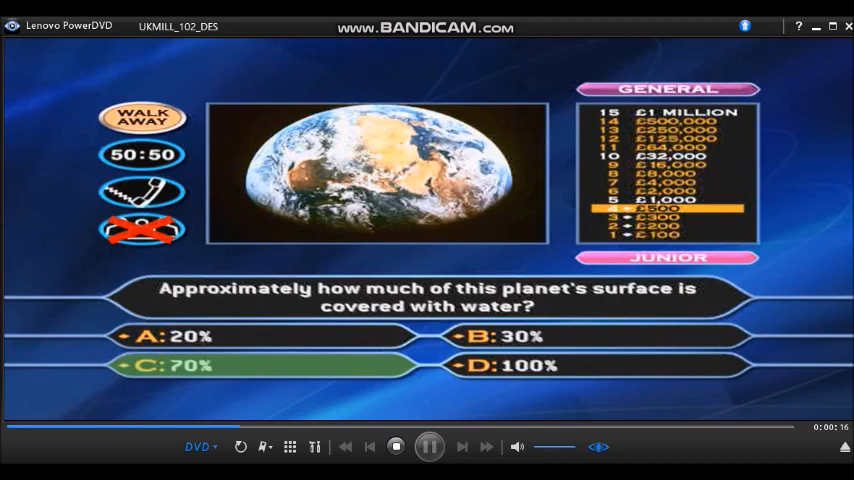 Lenovo PowerDVD
UKMILL_102_DES
www.BANDICAM.com
?
GENERAL
WALK AWAY
50:50
15 £1 MILLION
14 £500,000
13 £250,000
12 £125,000
11 £64,000
10 £32,000
9 £16,000
8 £8,000
7 £4,000
6 £2,000
5 £1,000
4 £500
3 £300
2 £200
1 £100
JUNIOR
Approximately how much of this planet's surface is
covered with water?
A: 20%
B: 30%
C: 70%
D: 100%
0:00:16
DVD